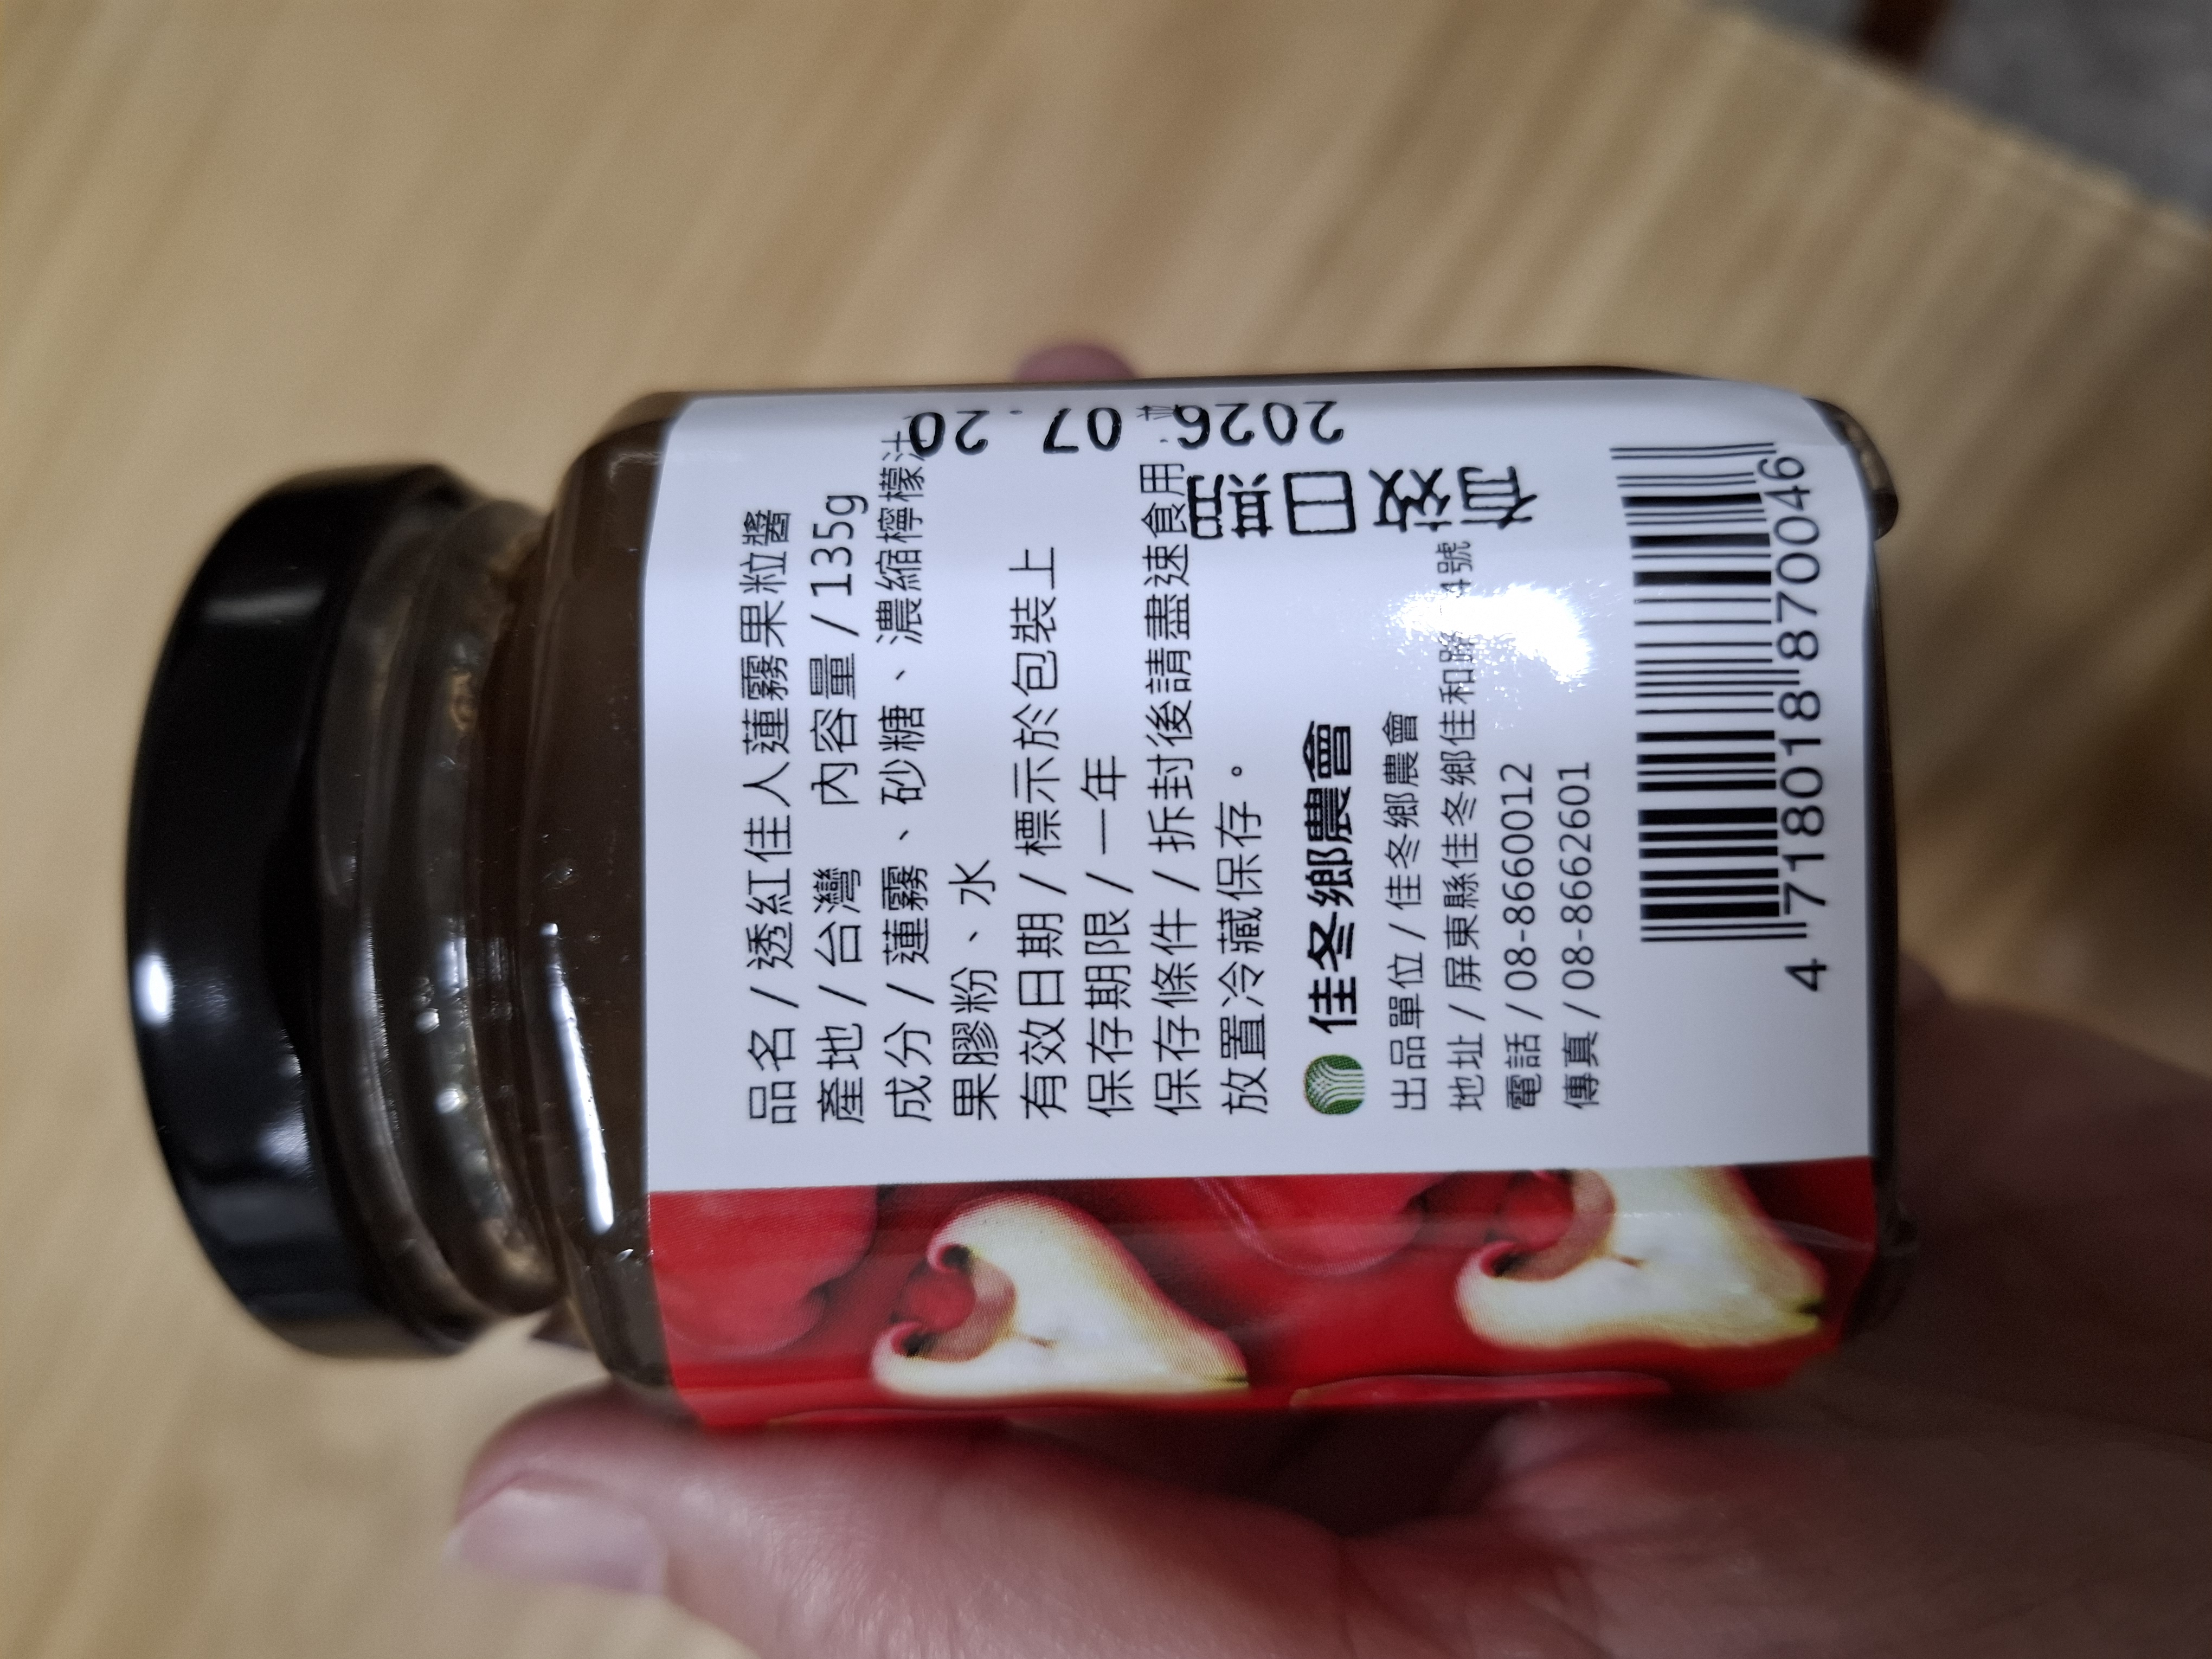 品名 / 透紅佳人蓮霧果粒醬
產地 / 台灣 內容量 / 135g
成分 / 蓮霧、砂糖、濃縮檸檬汁、
果膠粉、水
有效日期 / 標示於包裝上
保存期限 / 一年
保存條件 / 拆封後請盡速食用
放置冷藏保存。
佳冬鄉農會
出品單位 / 佳冬鄉農會
地址 / 屏東縣佳冬鄉佳和路 4號
電話 / 08-8660012
傳真 / 08-8662601
4 718018 870046
有效日期
2026.07.20